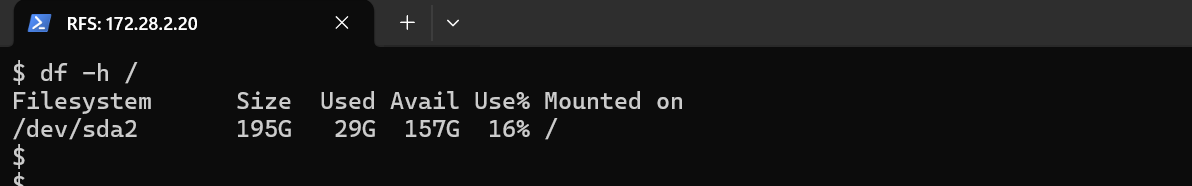 RFS: 172.28.2.20
$ df -h /
Filesystem      Size  Used Avail Use% Mounted on
/dev/sda2       195G   29G  157G  16% /
$
$